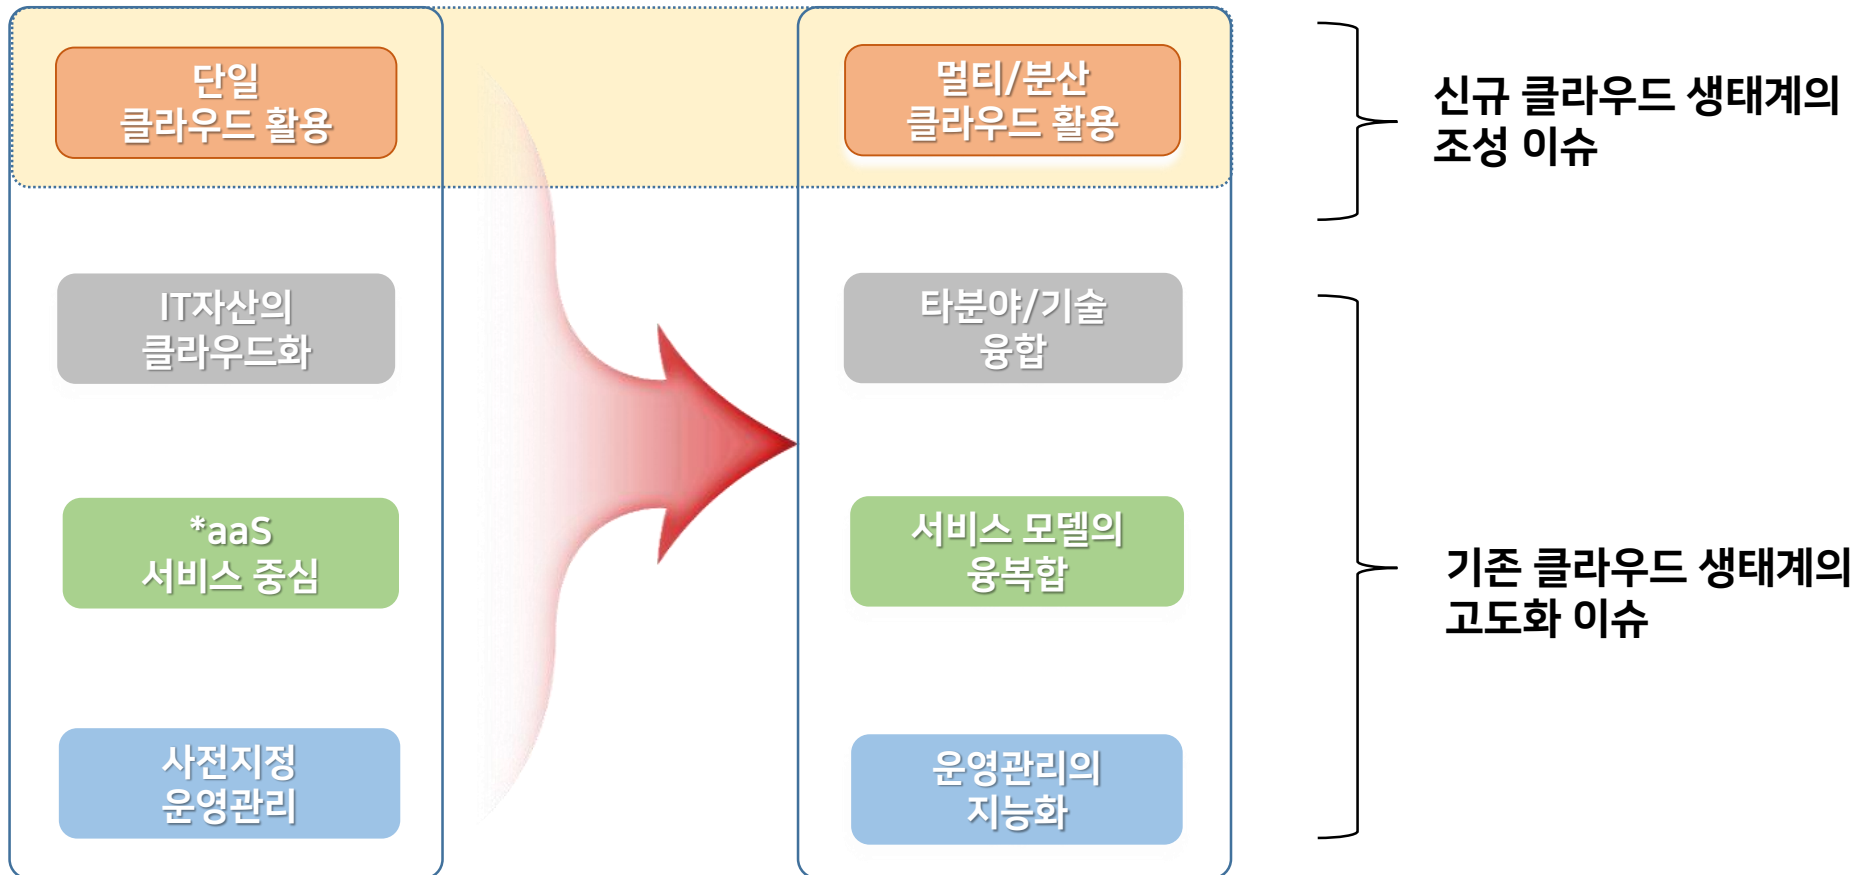 단일
클라우드 활용
멀티/분산
클라우드 활용
신규 클라우드 생태계의
조성 이슈
IT자산의
클라우드화
타분야/기술
융합
*aaS
서비스 중심
서비스 모델의
융복합
기존 클라우드 생태계의
고도화 이슈
사전지정
운영관리
운영관리의
지능화